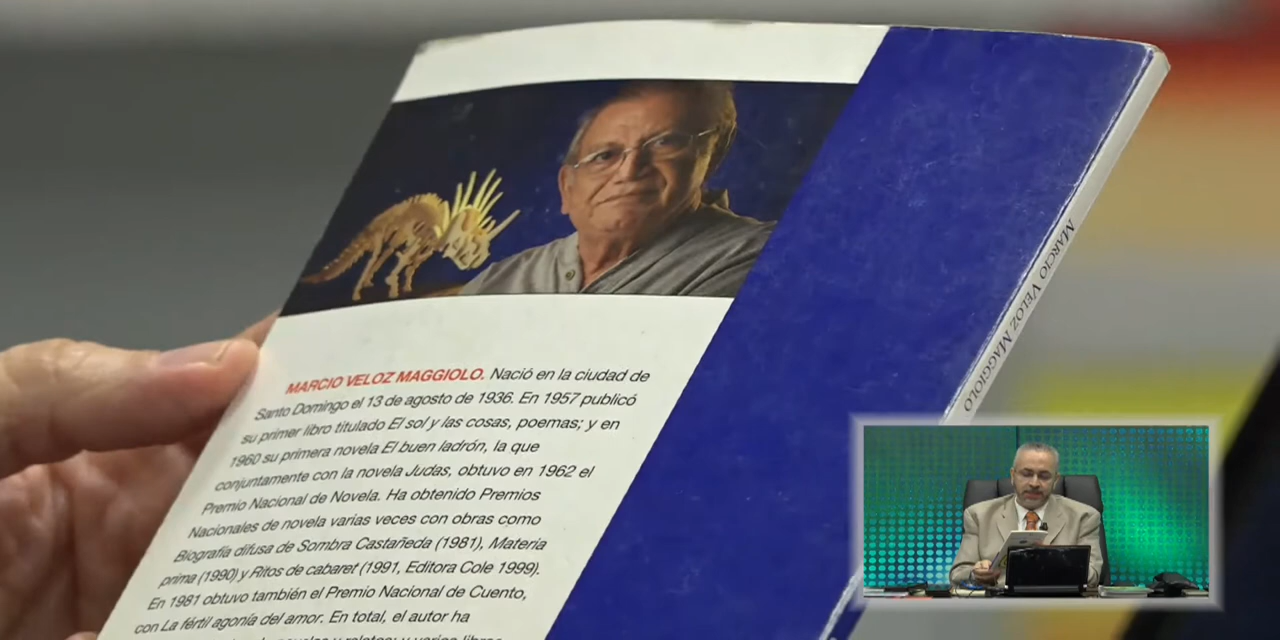 MARCIO VELOZ MAGGIOLO. Nació en la ciudad de
Santo Domingo el 13 de agosto de 1936. En 1957 publicó
su primer libro titulado El sol y las cosas, poemas; y en
1960 su primera novela El buen ladrón, la que
conjuntamente con la novela Judas, obtuvo en 1962 el
Premio Nacional de Novela. Ha obtenido Premios
Nacionales de novela varias veces con obras como
Biografía difusa de Sombra Castañeda (1981), Materia
prima (1990) y Ritos de cabaret (1991, Editora Cole 1999).
En 1981 obtuvo también el Premio Nacional de Cuento,
con La fértil agonía del amor. En total, el autor ha
novelas y relatos; y varios libros
MARCIO VELOZ MAGGIOLO